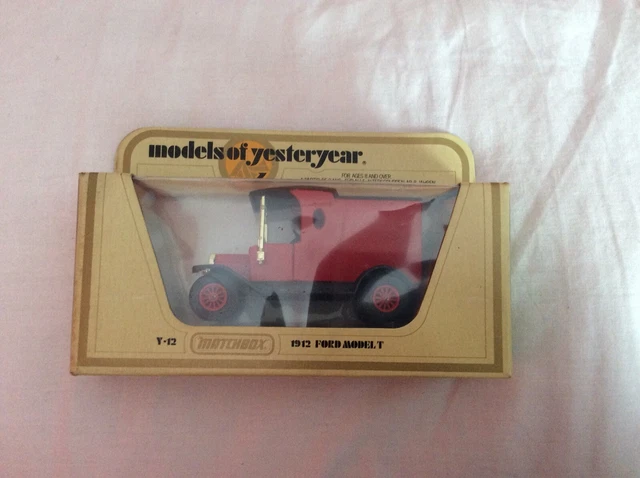 models of yesteryear®
FOR AGES 8 AND OVER
Y-12 MATCHBOX 1912 FORD MODEL T